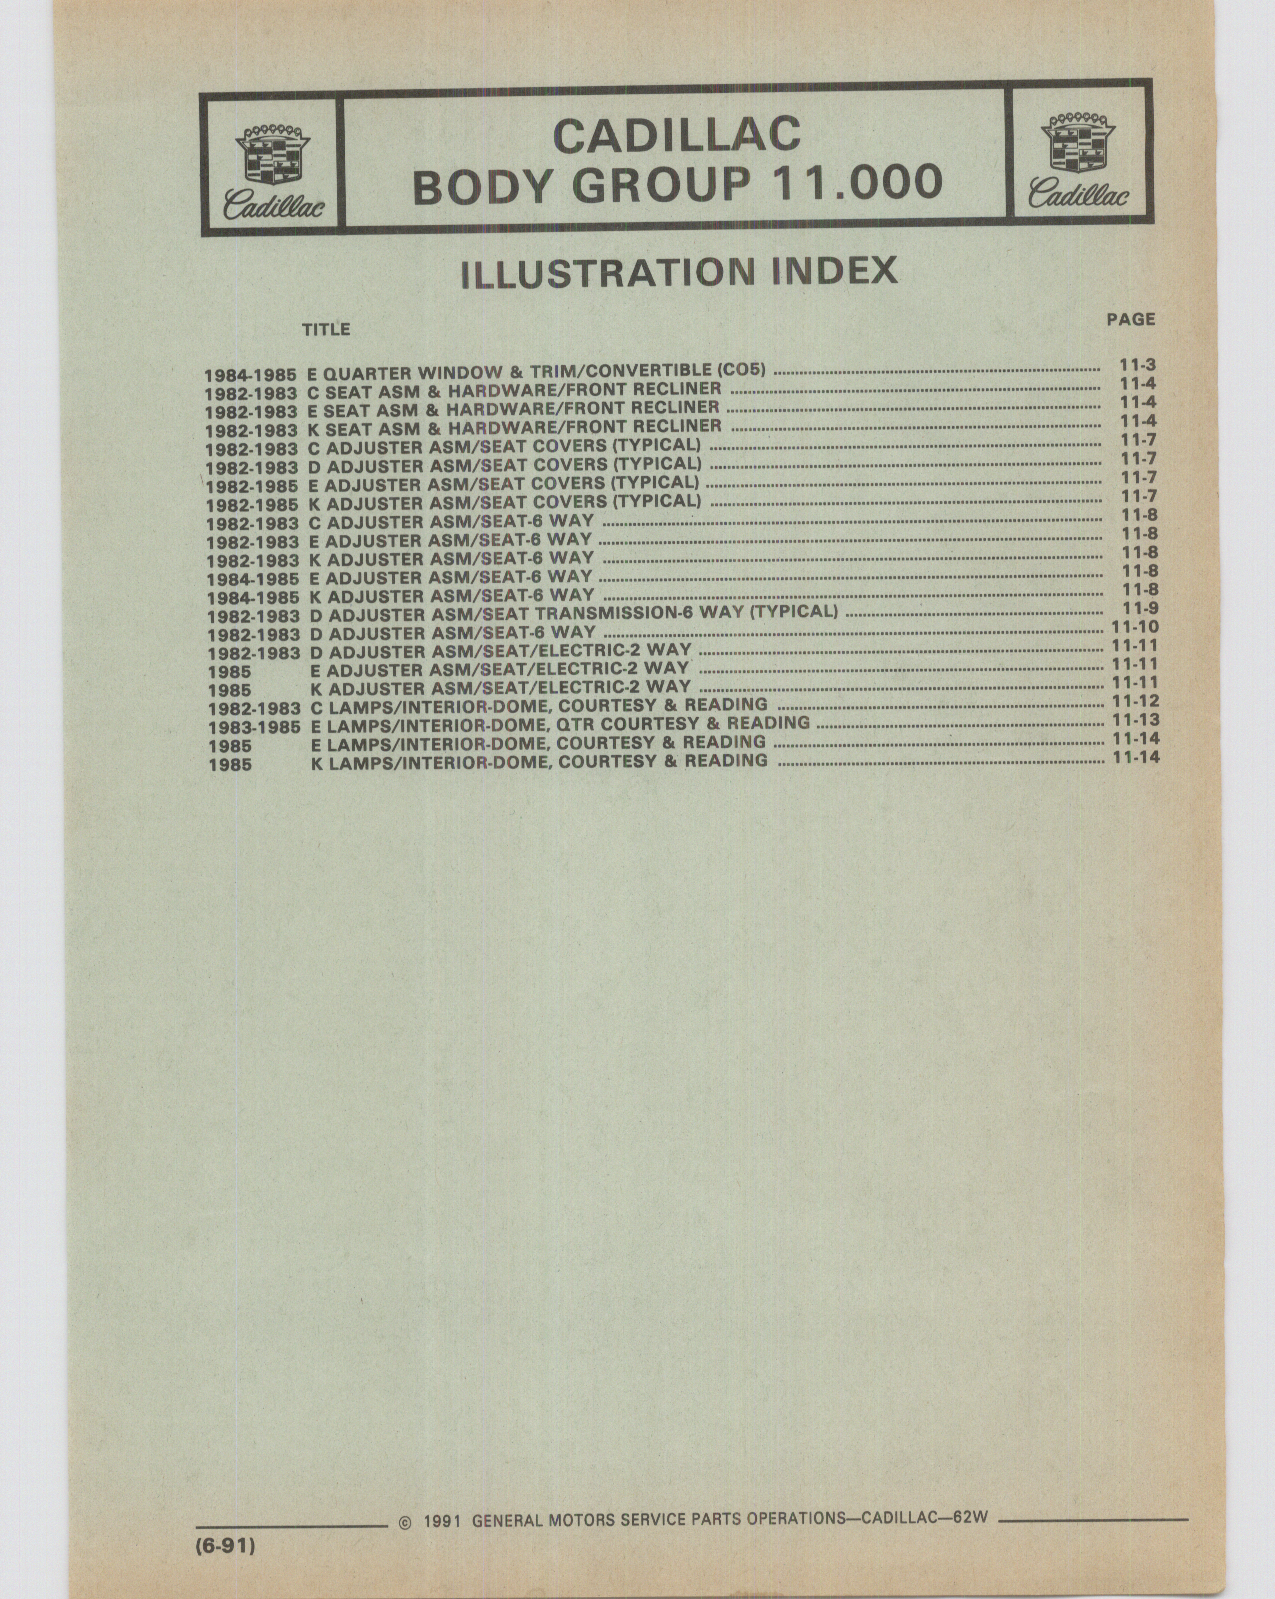 CADILLAC
BODY GROUP 11.000
Cadillac
Cadillac
ILLUSTRATION INDEX
TITLE PAGE
1984-1985 E QUARTER WINDOW & TRIM/CONVERTIBLE (CO5) 11-3
1982-1983 C SEAT ASM & HARDWARE/FRONT RECLINER 11-4
1982-1983 E SEAT ASM & HARDWARE/FRONT RECLINER 11-4
1982-1983 K SEAT ASM & HARDWARE/FRONT RECLINER 11-4
1982-1983 C ADJUSTER ASM/SEAT COVERS (TYPICAL) 11-7
1982-1983 D ADJUSTER ASM/SEAT COVERS (TYPICAL) 11-7
1982-1985 E ADJUSTER ASM/SEAT COVERS (TYPICAL) 11-7
1982-1985 K ADJUSTER ASM/SEAT COVERS (TYPICAL) 11-7
1982-1983 C ADJUSTER ASM/SEAT-6 WAY 11-8
1982-1983 E ADJUSTER ASM/SEAT-6 WAY 11-8
1982-1983 K ADJUSTER ASM/SEAT-6 WAY 11-8
1984-1985 E ADJUSTER ASM/SEAT-6 WAY 11-8
1984-1985 K ADJUSTER ASM/SEAT-6 WAY 11-8
1982-1983 D ADJUSTER ASM/SEAT TRANSMISSION-6 WAY (TYPICAL) 11-9
1982-1983 D ADJUSTER ASM/SEAT-6 WAY 11-10
1982-1983 D ADJUSTER ASM/SEAT/ELECTRIC-2 WAY 11-11
1985 E ADJUSTER ASM/SEAT/ELECTRIC-2 WAY 11-11
1985 K ADJUSTER ASM/SEAT/ELECTRIC-2 WAY 11-11
1982-1983 C LAMPS/INTERIOR-DOME, COURTESY & READING 11-12
1983-1985 E LAMPS/INTERIOR-DOME, QTR COURTESY & READING 11-13
1985 E LAMPS/INTERIOR-DOME, COURTESY & READING 11-14
1985 K LAMPS/INTERIOR-DOME, COURTESY & READING 11-14
© 1991 GENERAL MOTORS SERVICE PARTS OPERATIONS—CADILLAC—62W
(6-91)